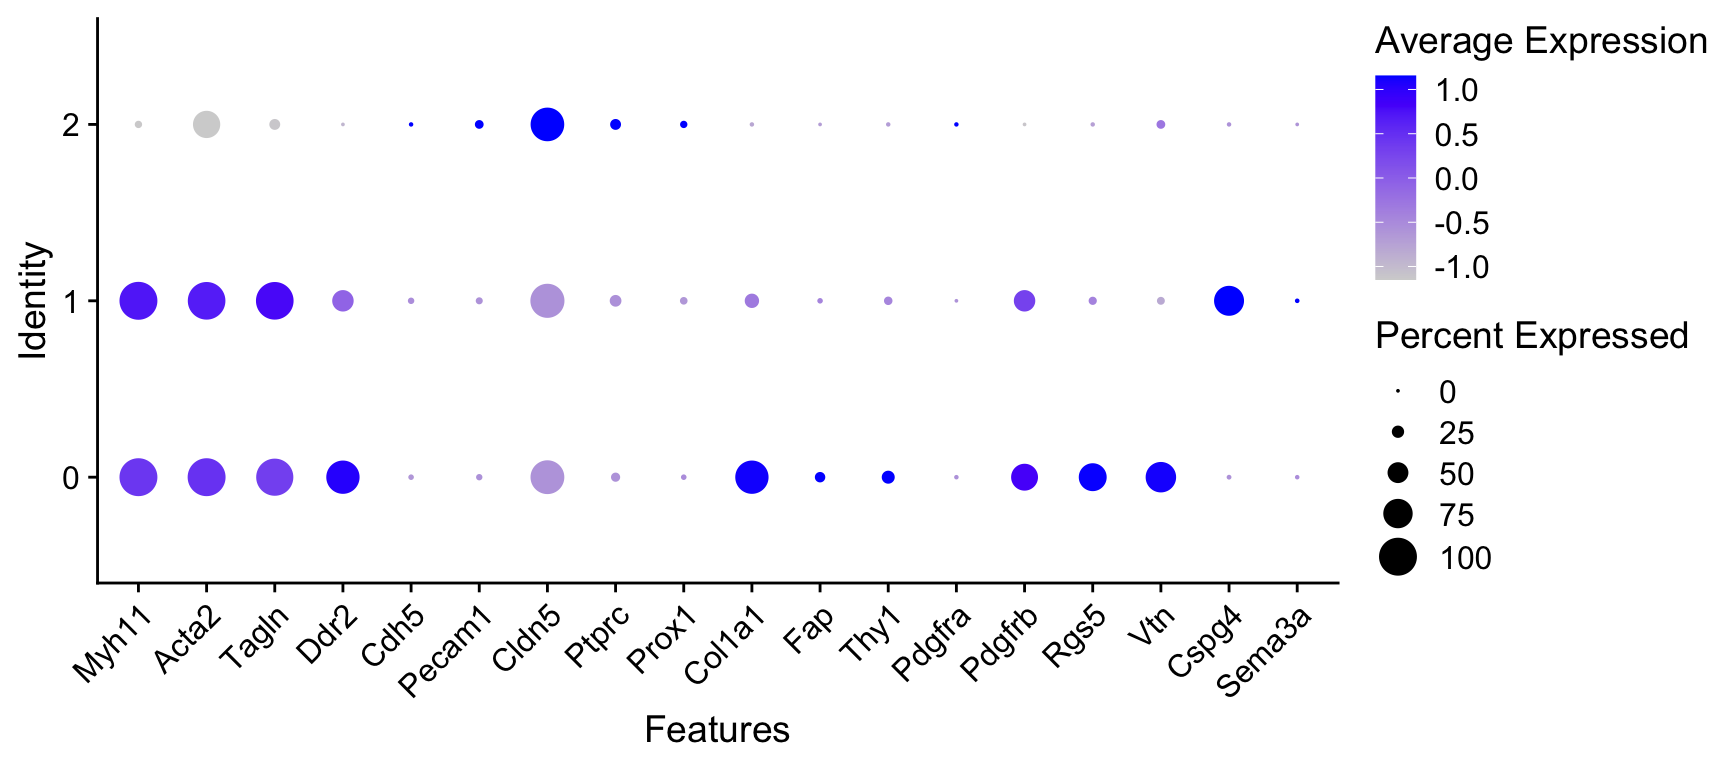 Average Expression
1.0
0.5
0.0
-0.5
-1.0
Percent Expressed
0
25
50
75
100
Identity
2
1
0
Myh11
Acta2
Tagln
Ddr2
Cdh5
Pecam1
Cldn5
Ptprc
Prox1
Col1a1
Fap
Thy1
Pdgfra
Pdgfrb
Rgs5
Vtn
Cspg4
Sema3a
Features